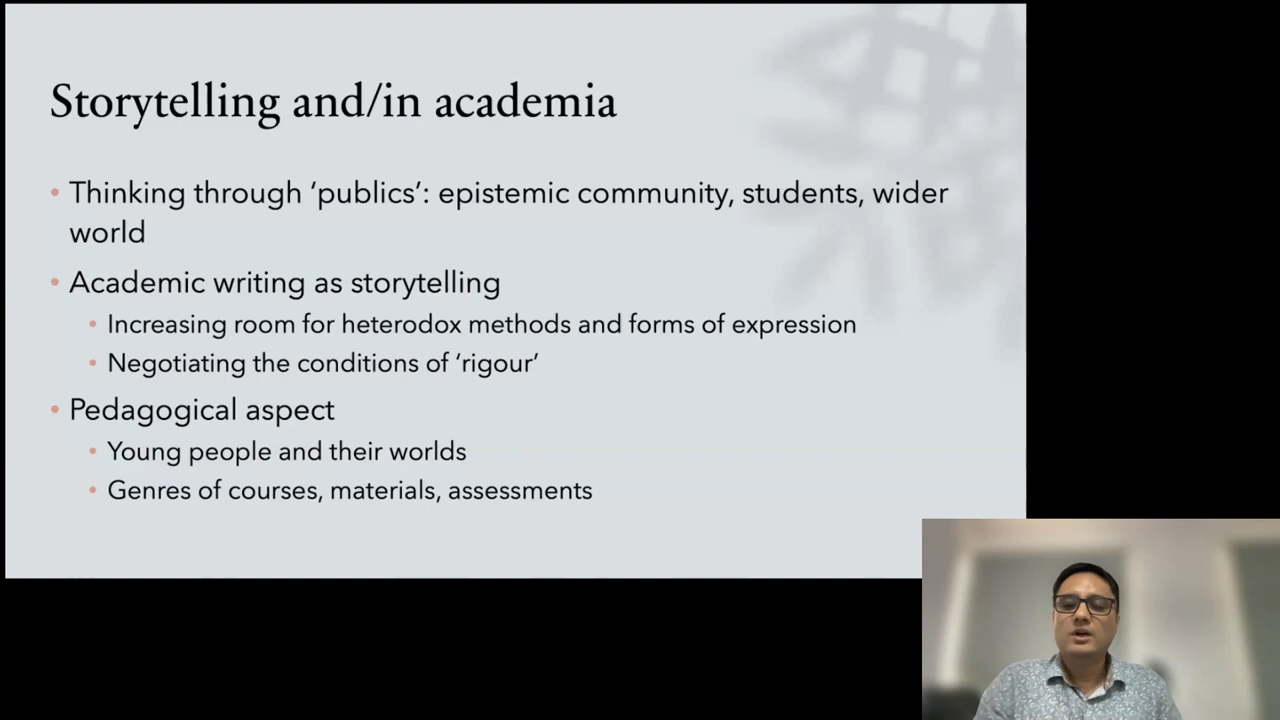 Storytelling and/in academia
• Thinking through ‘publics’: epistemic community, students, wider
world
• Academic writing as storytelling
• Increasing room for heterodox methods and forms of expression
• Negotiating the conditions of ‘rigour’
• Pedagogical aspect
• Young people and their worlds
• Genres of courses, materials, assessments